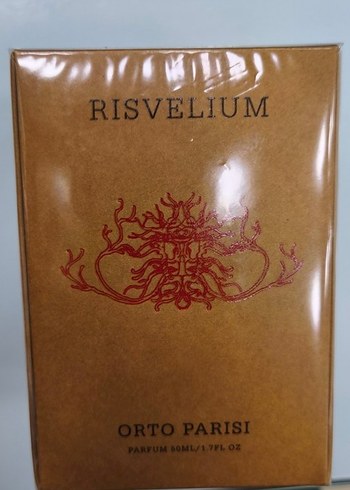 RISVELIUM
ORTO PARISI
PARFUM 50ML/1.7FL OZ